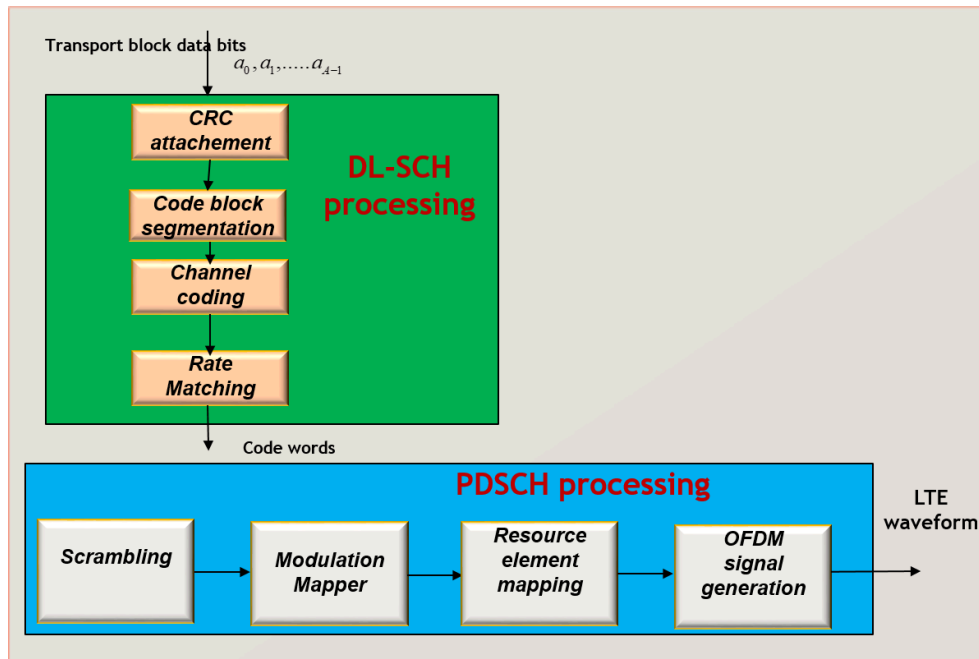 Transport block data bits
a₀, a₁, ..... a_{A−1}
CRC
attachement
DL-SCH
processing
Code block
segmentation
Channel
coding
Rate
Matching
Code words
PDSCH processing
LTE
waveform
Scrambling
Modulation
Mapper
Resource
element
mapping
OFDM
signal
generation